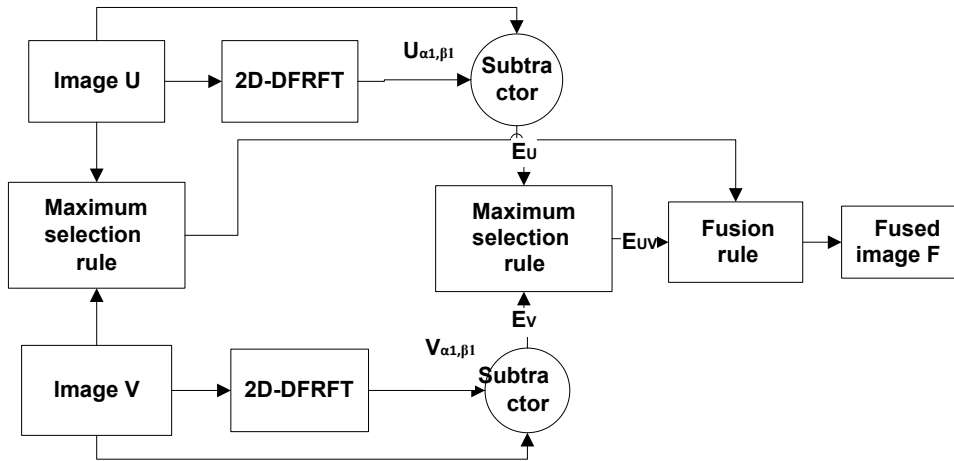 Image U
2D-DFRFT
Uα1,β1
Subtra
ctor
EU
Maximum
selection
rule
Maximum
selection
rule
EUV
Fusion
rule
Fused
image F
EV
Image V
2D-DFRFT
Vα1,β1
Subtra
ctor